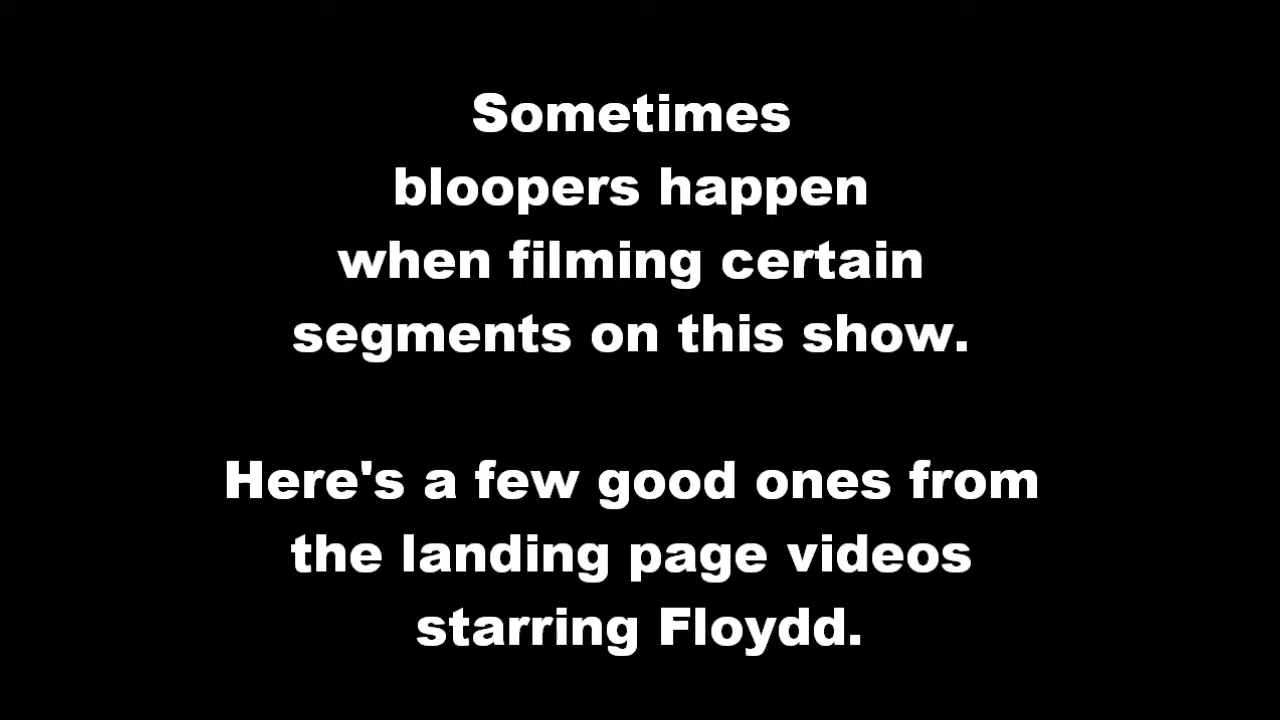 Sometimes
bloopers happen
when filming certain
segments on this show.
Here's a few good ones from
the landing page videos
starring Floydd.